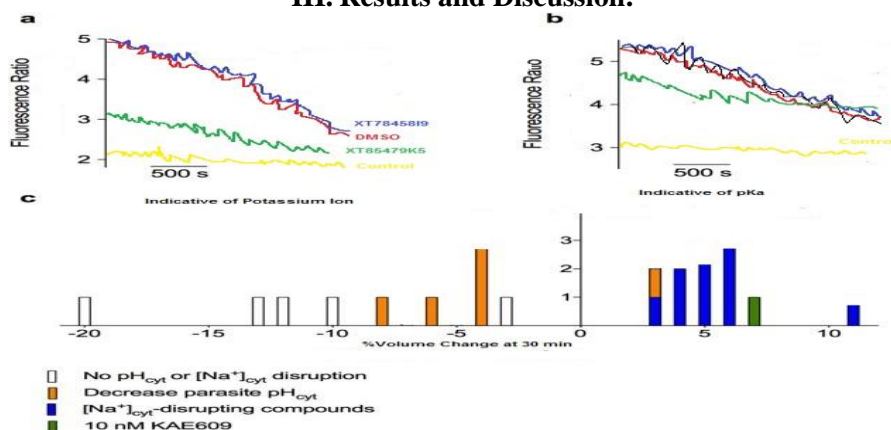 III. Results and Discussion:
a
b
Fluorescence Ratio
5
4
3
2
XT78458I9
DMSO
XT85479K5
Control
500 s
Indicative of Potassium Ion
Fluorescence Ratio
5
4
3
Contro
500 s
Indicative of pKa
c
3
2
1
-20 -15 -10 -5 0 5 10
%Volume Change at 30 min
No pHcyt or [Na+]cyt disruption
Decrease parasite pHcyt
[Na+]cyt-disrupting compounds
10 nM KAE609